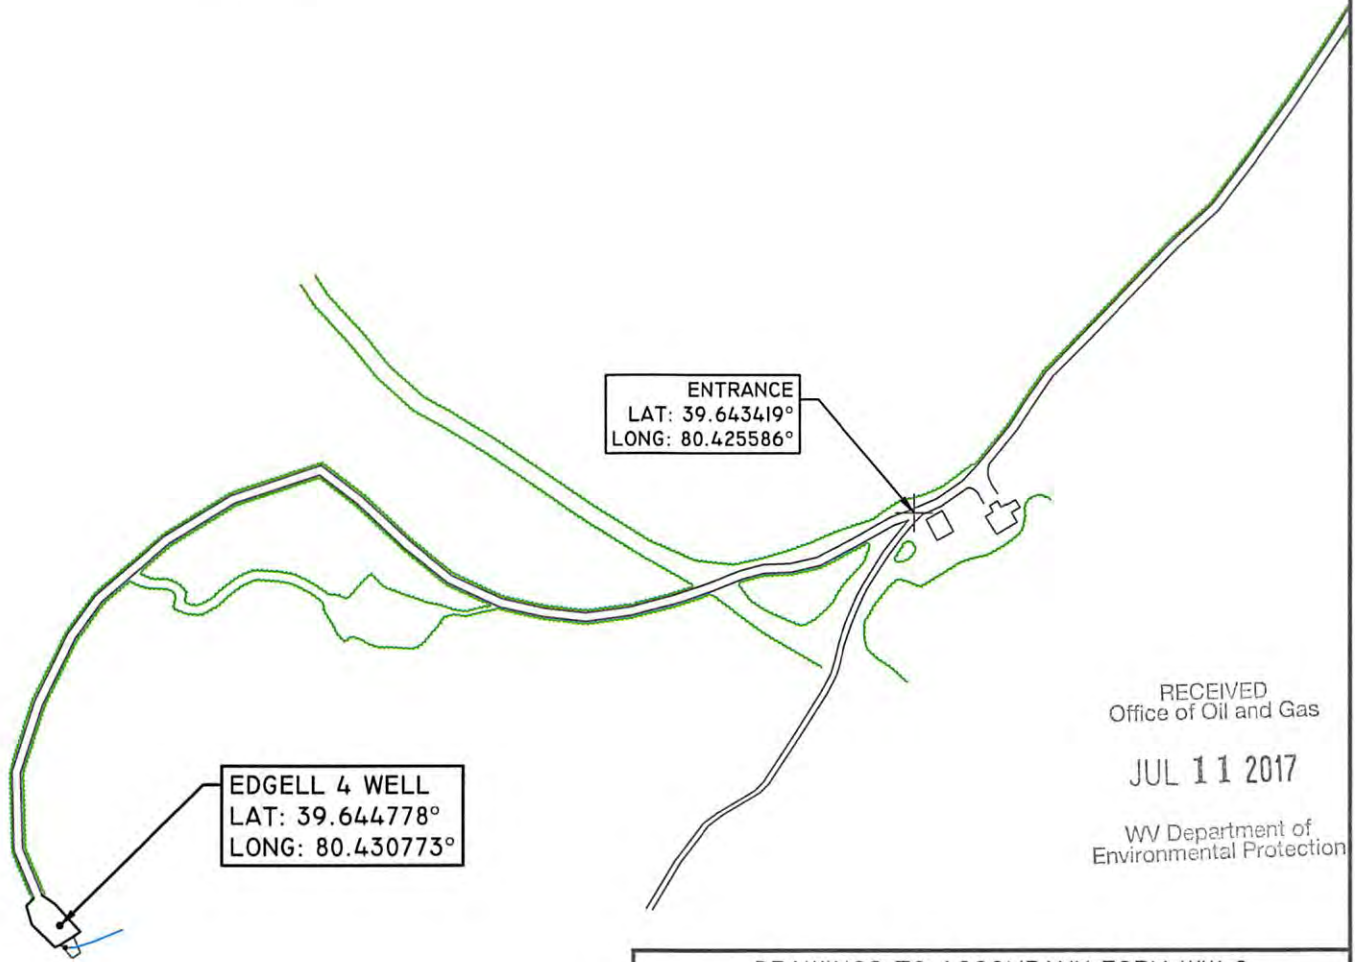 ENTRANCE
LAT: 39.643419°
LONG: 80.425586°
RECEIVED
Office of Oil and Gas
JUL 11 2017
WV Department of
Environmental Protection
EDGELL 4 WELL
LAT: 39.644778°
LONG: 80.430773°